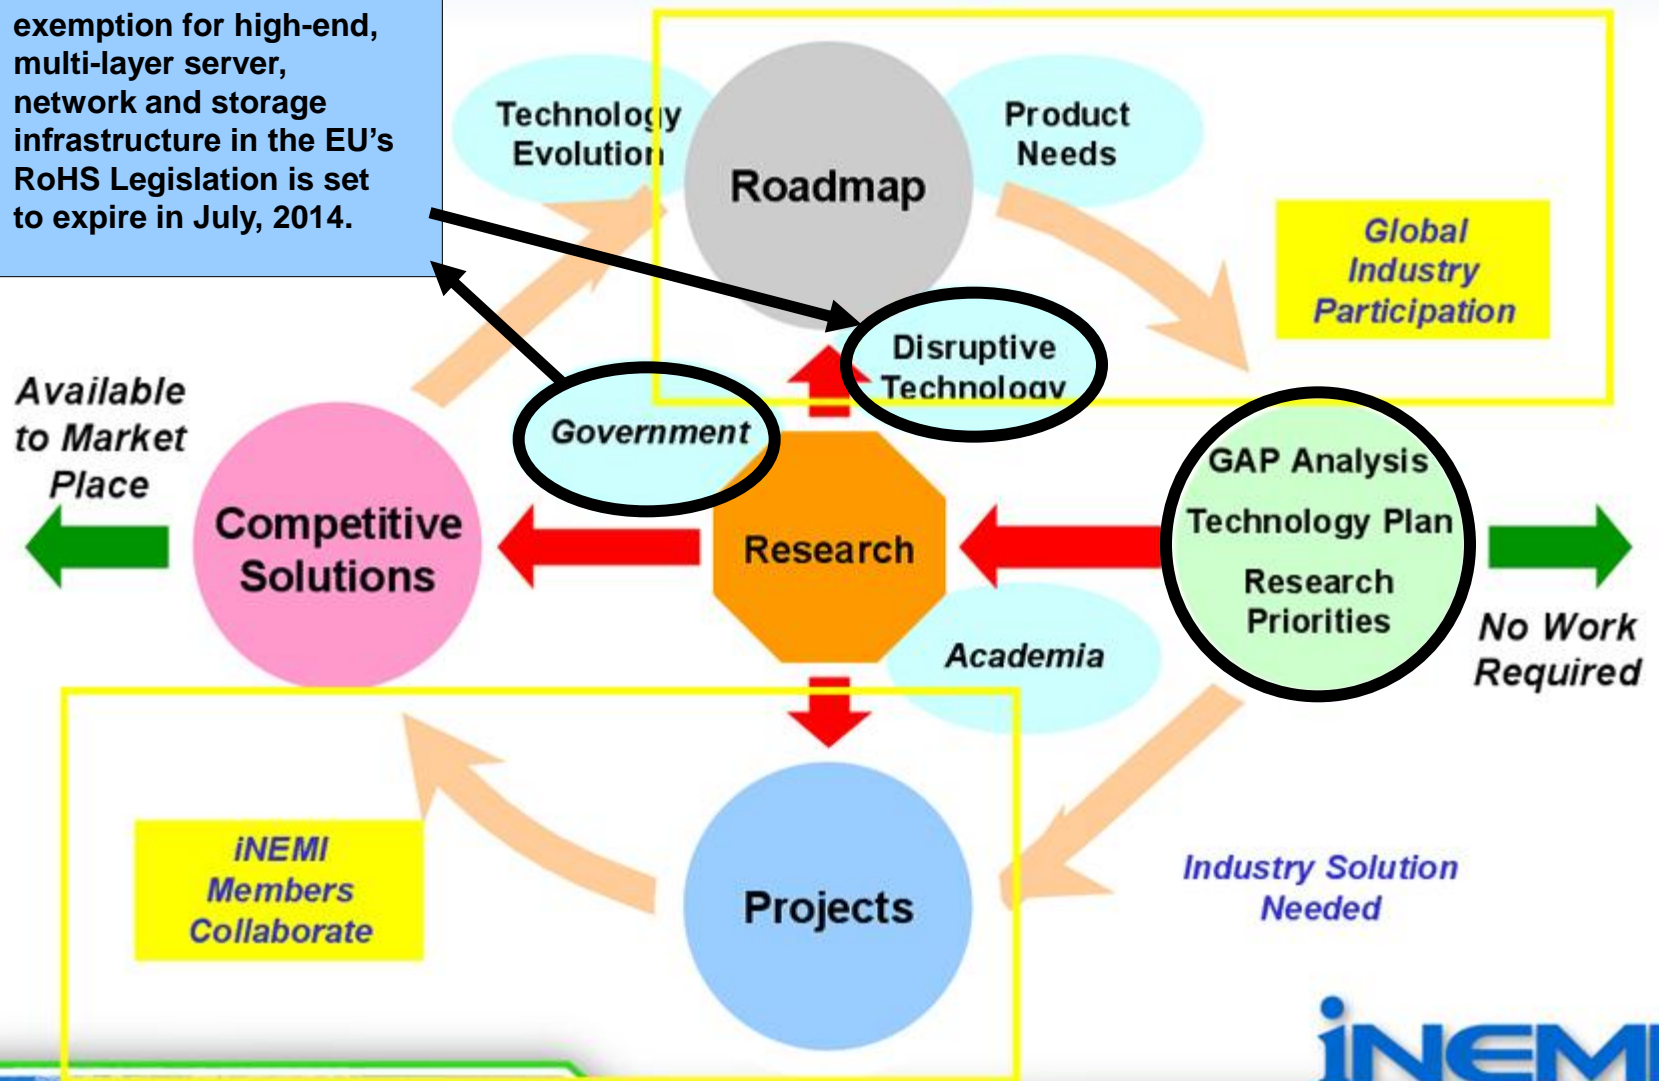 exemption for high-end,
multi-layer server,
network and storage
infrastructure in the EU's
RoHS Legislation is set
to expire in July, 2014.
Technology
Evolution
Roadmap
Product
Needs
Global
Industry
Participation
Disruptive
Technology
Available
to Market
Place
Government
Competitive
Solutions
Research
GAP Analysis
Technology Plan
Research
Priorities
No Work
Required
Academia
iNEMI
Members
Collaborate
Projects
Industry Solution
Needed
iNEMI